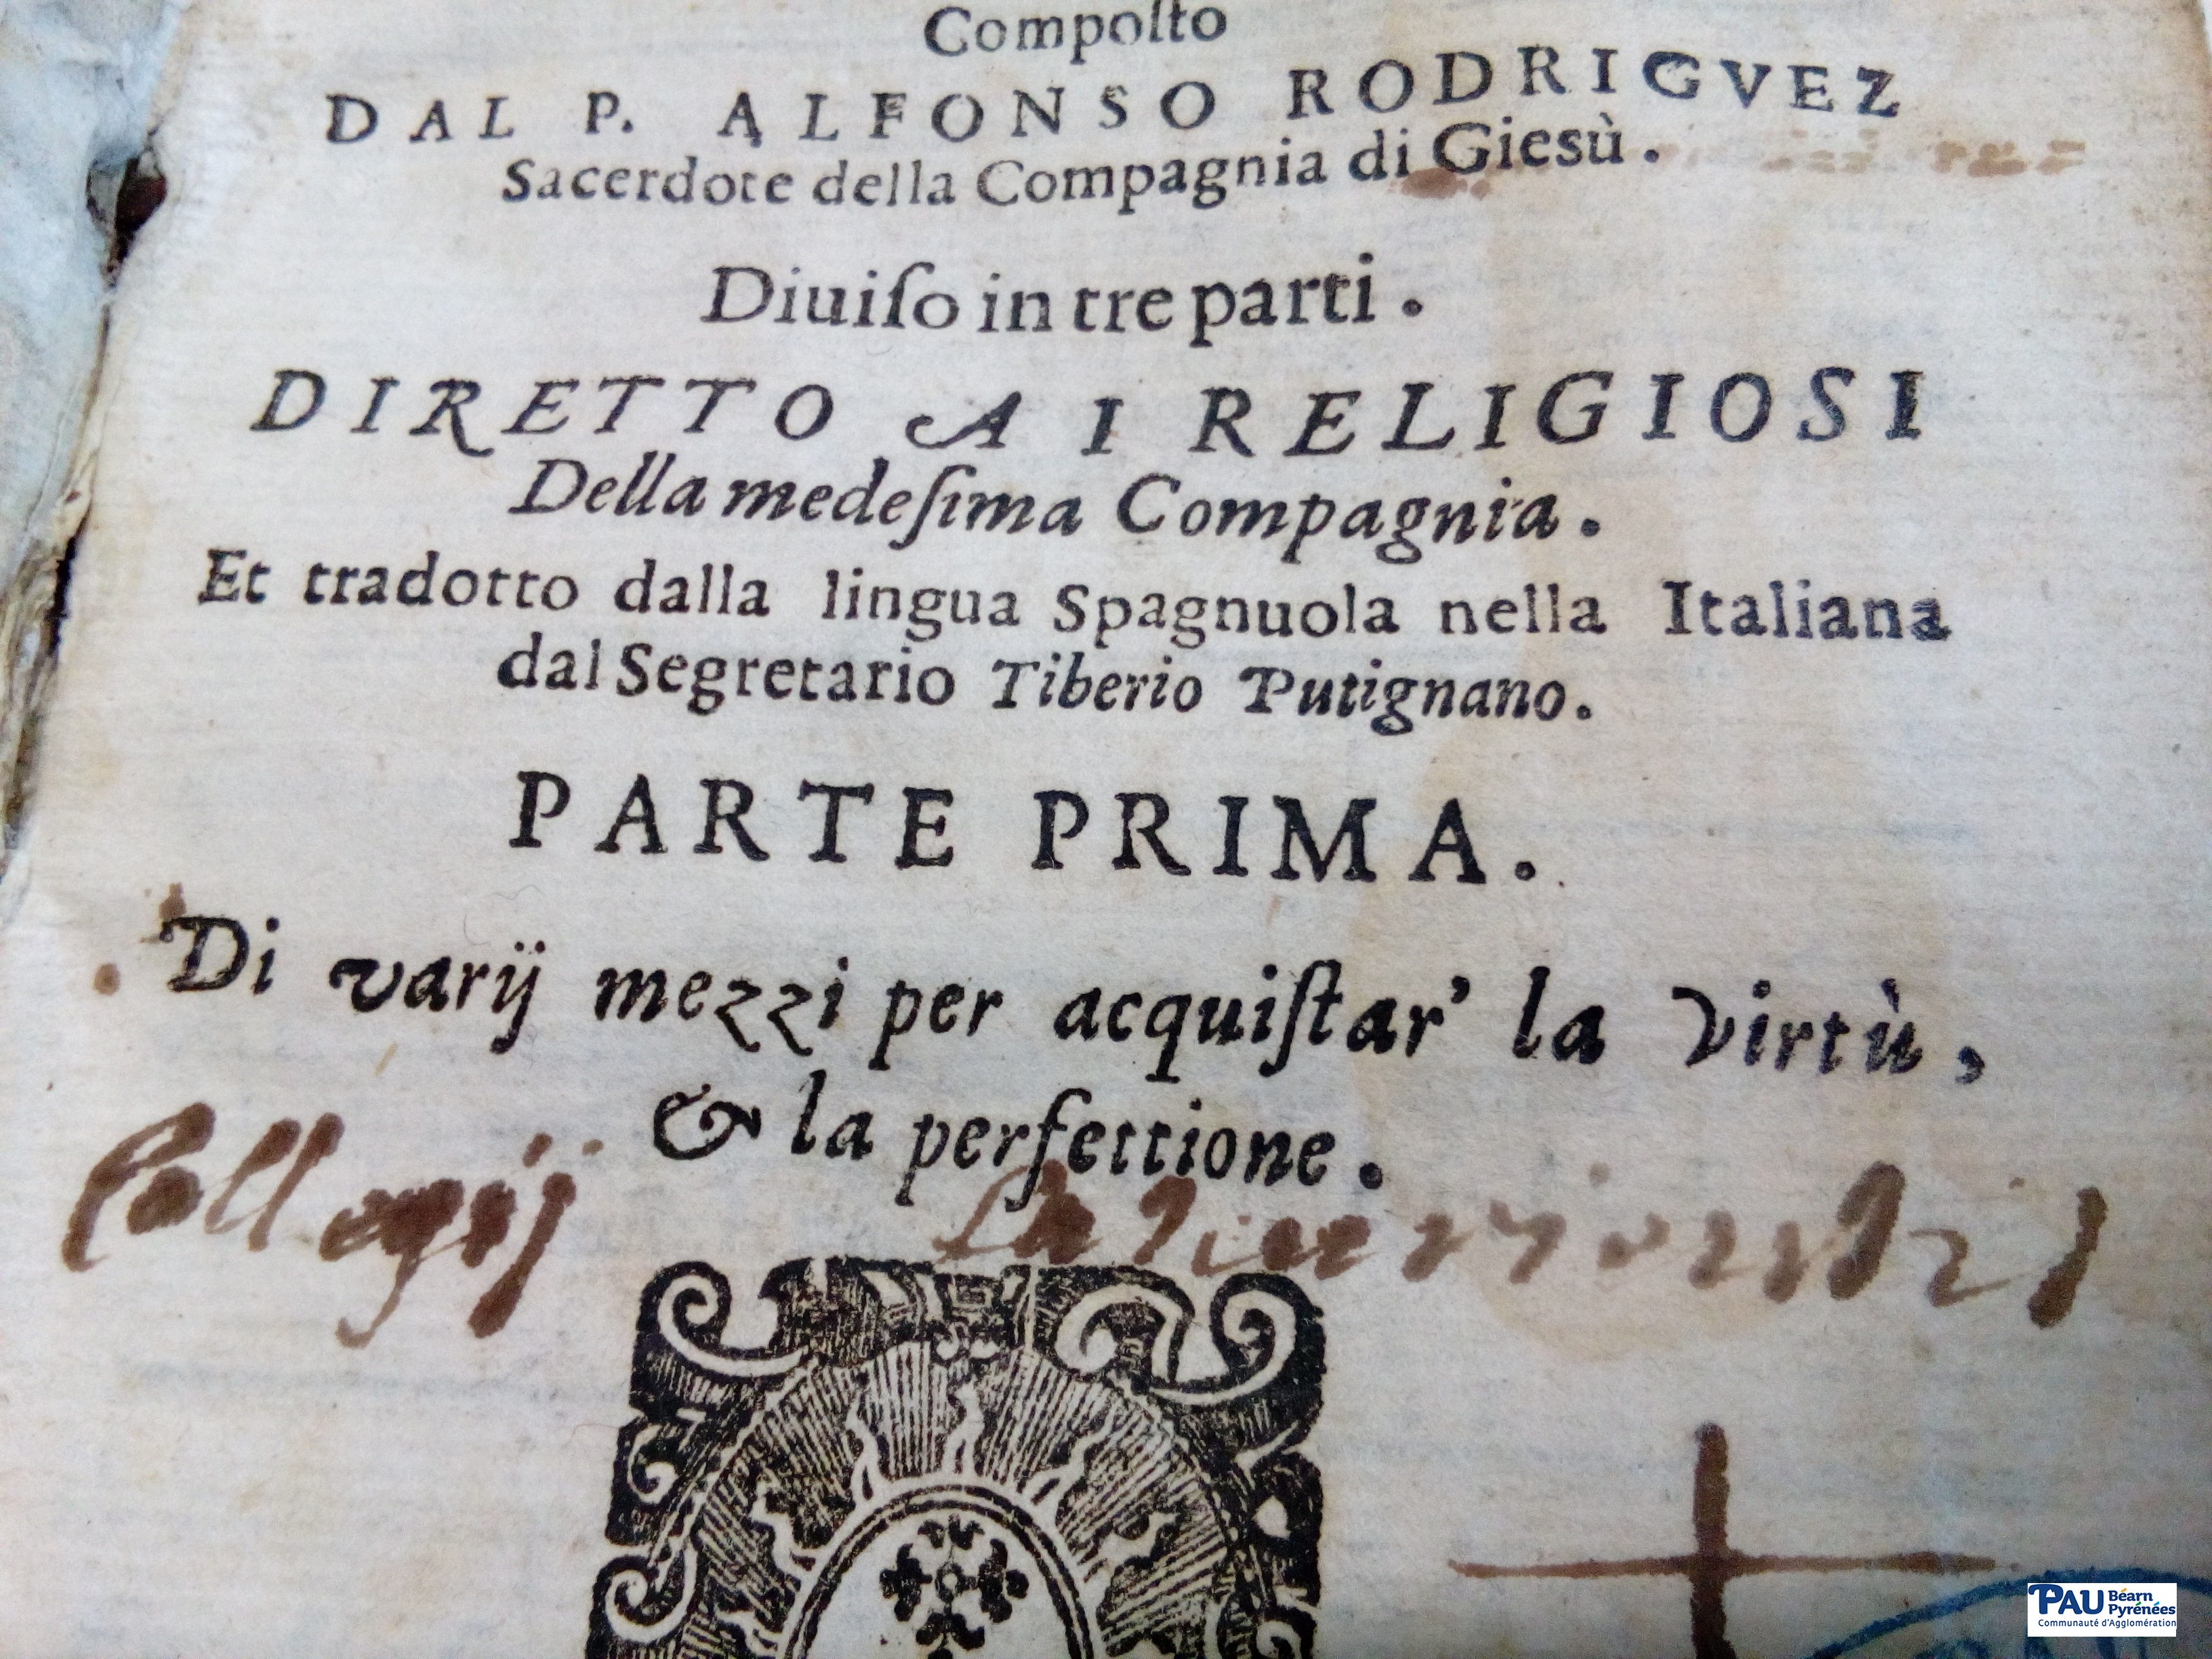 Compoſto
DAL P. ALFONSO RODRIGVEZ
Sacerdote della Compagnia di Giesù.
Diuiſo in tre parti.
DIRETTO A I RELIGIOSI
Della medeſima Compagnia.
Et tradotto dalla lingua Spagnuola nella Italiana
dal Segretario Tiberio Putignano.
PARTE PRIMA.
Di varij mezzi per acquiſtar' la virtù,
& la perfettione.
Collegij
PAU Béarn
Pyrénées
Communauté d'Agglomération